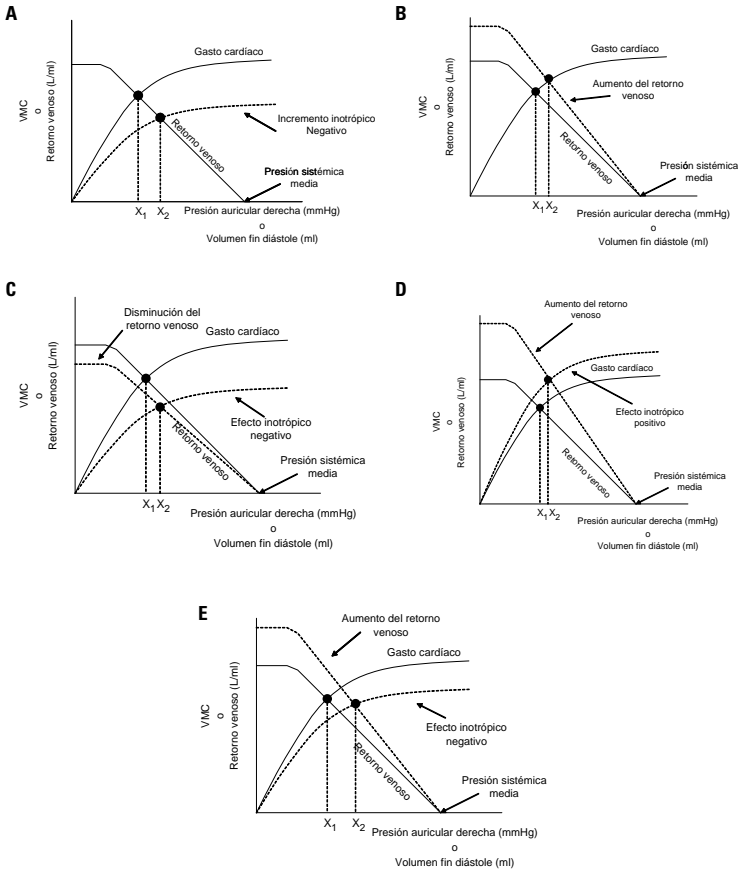 A
VMC
o
Retorno venoso (L/ml)
Gasto cardíaco
Incremento inotrópico
Negativo
Retorno venoso
Presión sistémica
media
X1 X2
Presión auricular derecha (mmHg)
o
Volumen fin diástole (ml)
B
VMC
o
Retorno venoso (L/ml)
Gasto cardíaco
Aumento del retorno
venoso
Retorno venoso
Presión sistémica
media
X1 X2
Presión auricular derecha (mmHg)
o
Volumen fin diástole (ml)
C
VMC
o
Retorno venoso (L/ml)
Disminución del
retorno venoso
Gasto cardíaco
Efecto inotrópico
negativo
Retorno venoso
Presión sistémica
media
X1 X2
Presión auricular derecha (mmHg)
o
Volumen fin diástole (ml)
D
VMC
o
Retorno venoso (L/ml)
Aumento del retorno
venoso
Gasto cardíaco
Efecto inotrópico
positivo
Retorno venoso
Presión sistémica
media
X1 X2
Presión auricular derecha (mmHg)
o
Volumen fin diástole (ml)
E
VMC
o
Retorno venoso (L/ml)
Aumento del retorno
venoso
Gasto cardíaco
Efecto inotrópico
negativo
Retorno venoso
Presión sistémica
media
X1 X2
Presión auricular derecha (mmHg)
o
Volumen fin diástole (ml)